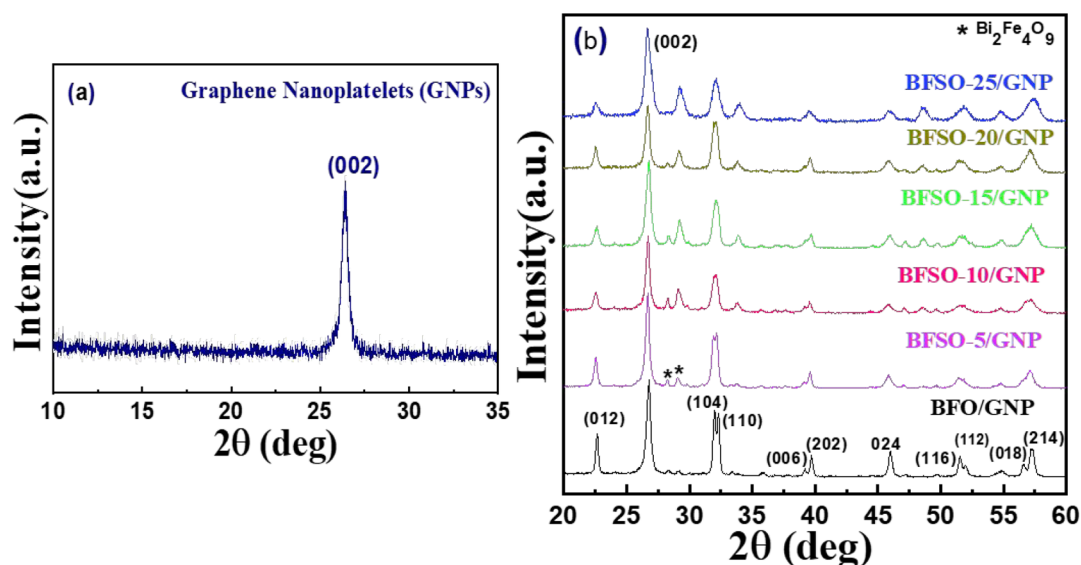 (a)
Graphene Nanoplatelets (GNPs)
(002)
Intensity(a.u.)
10 15 20 25 30 35
2θ (deg)
(b)
(002)
* Bi2Fe4O9
BFSO-25/GNP
BFSO-20/GNP
BFSO-15/GNP
BFSO-10/GNP
BFSO-5/GNP
* *
BFO/GNP
(012)
(104)
(110)
(006)
(202)
024
(116)
(112)
(018)
(214)
Intensity(a.u.)
20 25 30 35 40 45 50 55 60
2θ (deg)